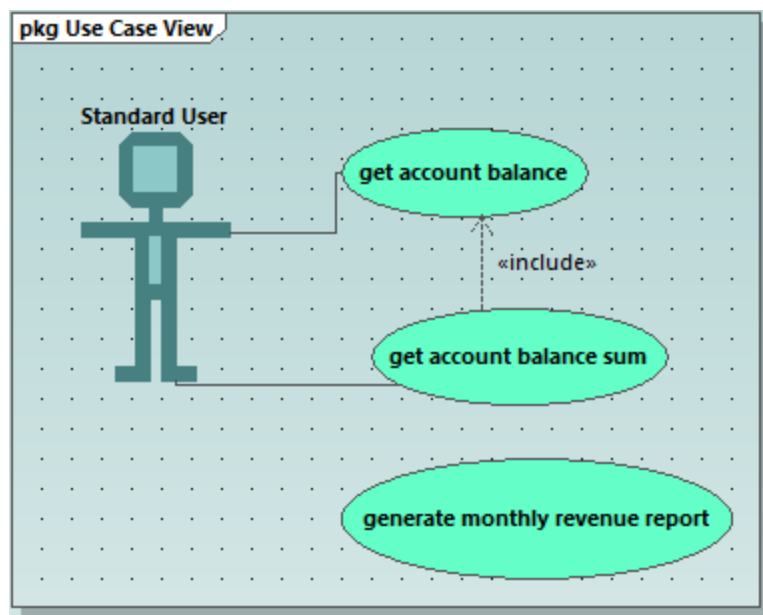 pkg Use Case View
Standard User
get account balance
«include»
get account balance sum
generate monthly revenue report